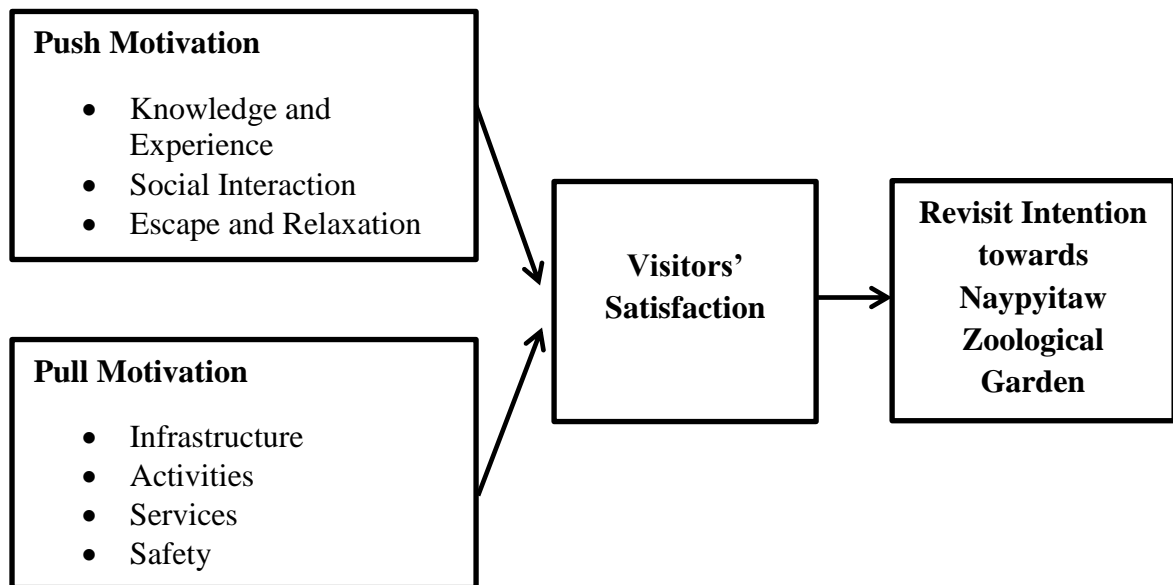 Push Motivation
• Knowledge and
Experience
• Social Interaction
• Escape and Relaxation
Pull Motivation
• Infrastructure
• Activities
• Services
• Safety
Visitors’
Satisfaction
Revisit Intention
towards
Naypyitaw
Zoological
Garden